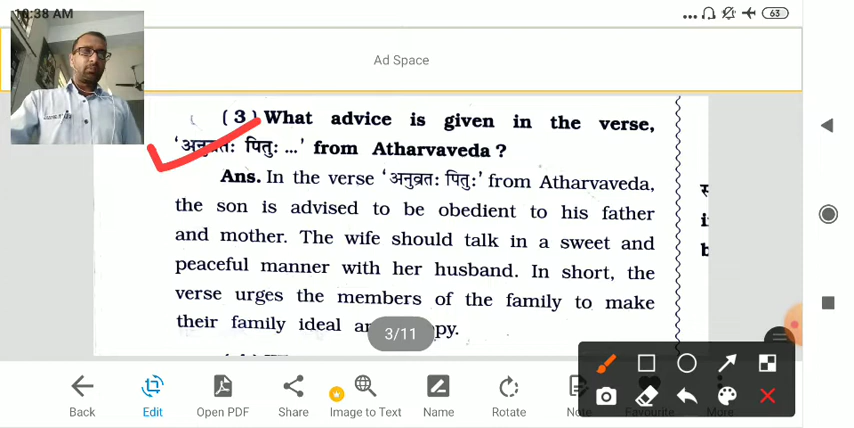 10:38 AM
63
Ad Space
(3) What advice is given in the verse,
'अनुव्रतः पितुः ...' from Atharvaveda ?
Ans. In the verse 'अनुव्रतः पितुः' from Atharvaveda,
the son is advised to be obedient to his father
and mother. The wife should talk in a sweet and
peaceful manner with her husband. In short, the
verse urges the members of the family to make
their family ideal
3/11
Back
Edit
Open PDF
Share
Image to Text
Name
Rotate
Note
Favourite
More